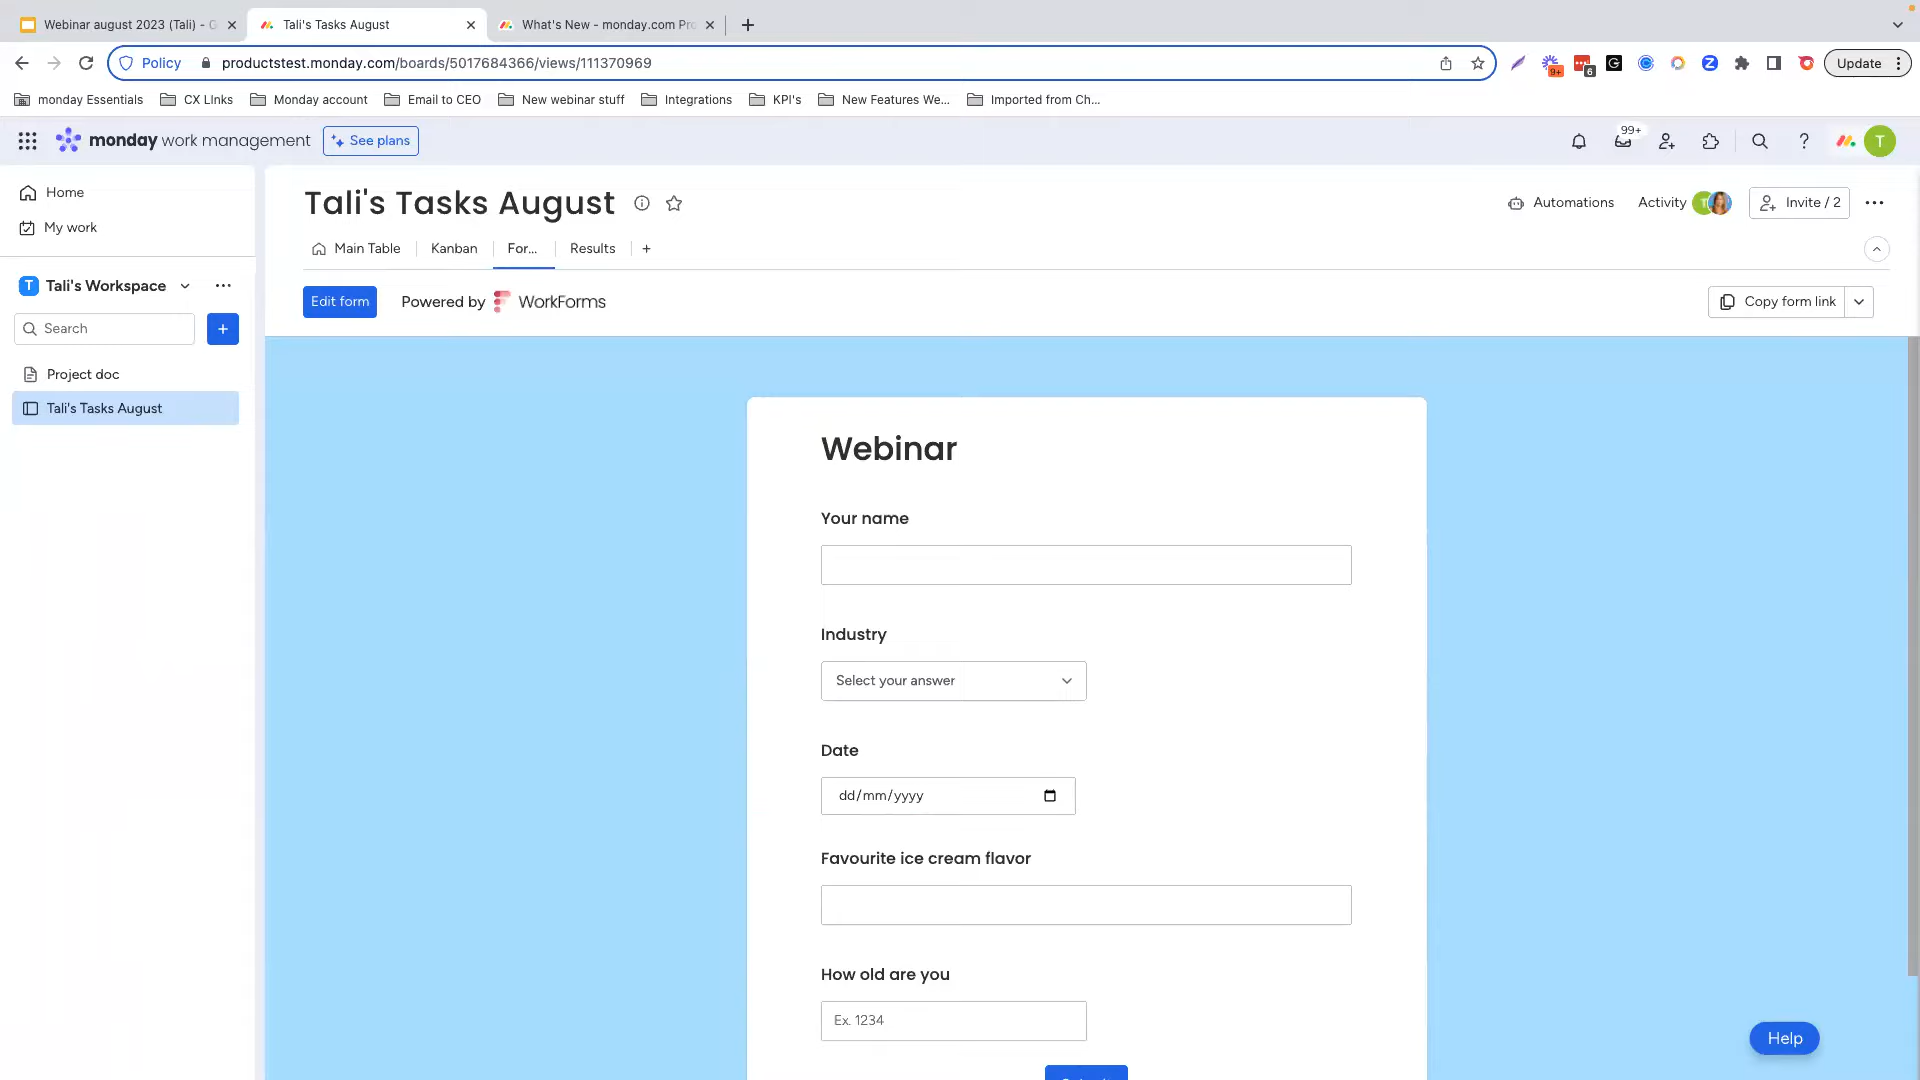 Webinar august 2023 (Tali) - G
Tali's Tasks August
What's New - monday.com Pro
Policy
productstest.monday.com/boards/5017684366/views/111370969
9+
6
Update
monday Essentials
CX LInks
Monday account
Email to CEO
New webinar stuff
Integrations
KPI's
New Features We...
Imported from Ch...
monday work management
See plans
99+
T
Home
My work
T Tali's Workspace
Search
+
Project doc
Tali's Tasks August
Tali's Tasks August
Automations
Activity
T
Invite / 2
Main Table
Kanban
For...
Results
+
Edit form
Powered by WorkForms
Copy form link
Webinar
Your name
Industry
Select your answer
Date
dd/mm/yyyy
Favourite ice cream flavor
How old are you
Ex. 1234
Help